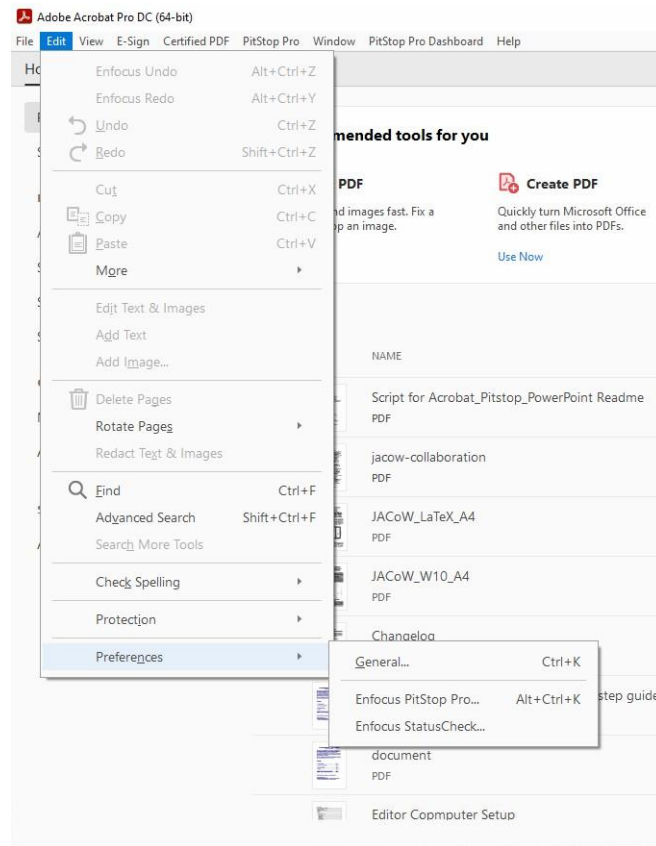 Adobe Acrobat Pro DC (64-bit)
File Edit View E-Sign Certified PDF PitStop Pro Window PitStop Pro Dashboard Help
Enfocus Undo Alt+Ctrl+Z
Enfocus Redo Alt+Ctrl+Y
Undo Ctrl+Z
Redo Shift+Ctrl+Z
Cut Ctrl+X
Copy Ctrl+C
Paste Ctrl+V
More
Edit Text & Images
Add Text
Add Image...
Delete Pages
Rotate Pages
Redact Text & Images
Find Ctrl+F
Advanced Search Shift+Ctrl+F
Search More Tools
Check Spelling
Protection
Preferences
General... Ctrl+K
Enfocus PitStop Pro... Alt+Ctrl+K
Enfocus StatusCheck...
tools for you
PDF
images fast. Fix a
an image.
Create PDF
Quickly turn Microsoft Office
and other files into PDFs.
Use Now
NAME
Script for Acrobat_Pitstop_PowerPoint Readme
PDF
jacow-collaboration
PDF
JACoW_LaTeX_A4
PDF
JACoW_W10_A4
PDF
Changelog
step guide
document
PDF
Editor Copmputer Setup